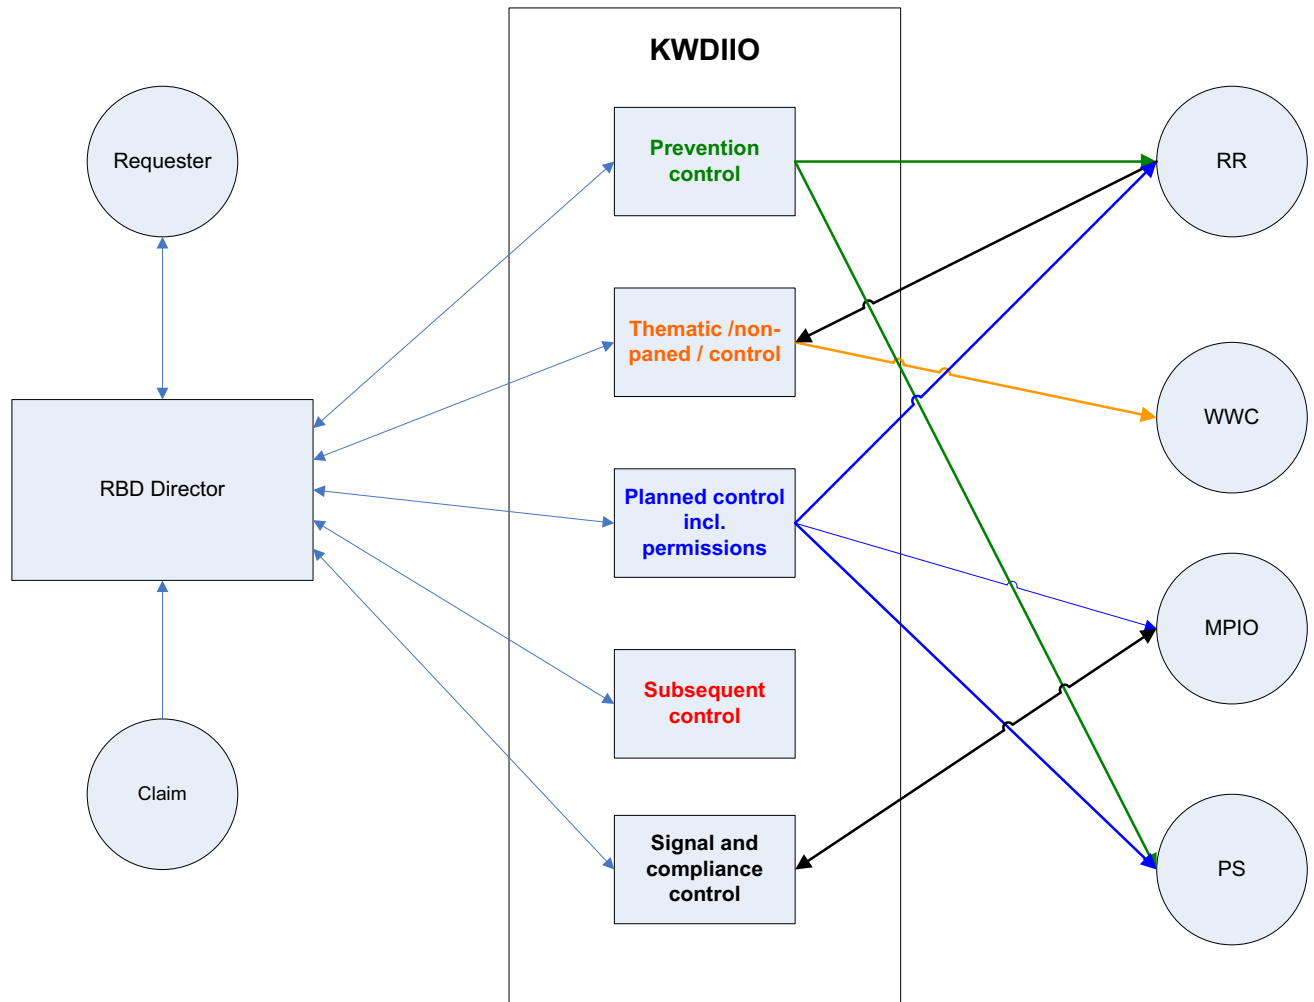 KWDIIO
Requester
Prevention
control
RR
Thematic /non-
paned / control
WWC
RBD Director
Planned control
incl.
permissions
MPIO
Subsequent
control
Claim
Signal and
compliance
control
PS